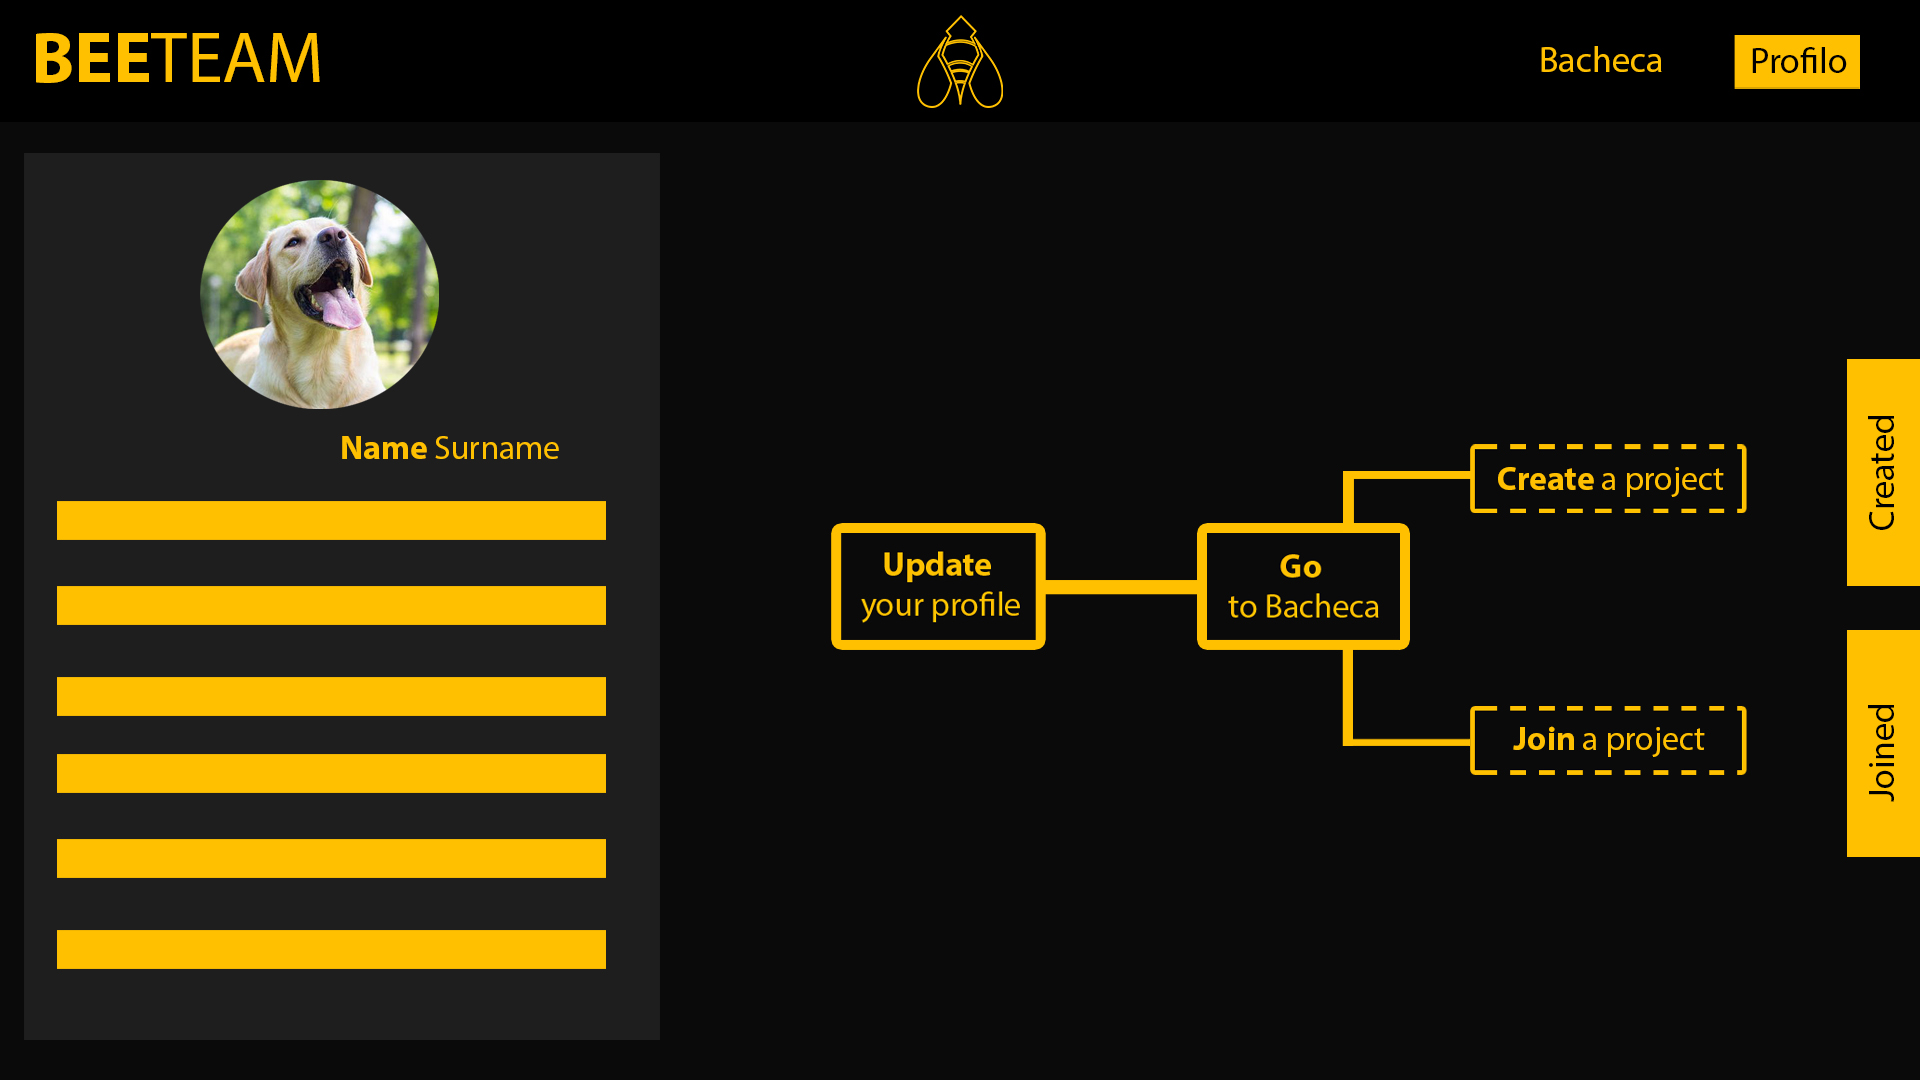 BEETEAM
Bacheca
Profilo
Name Surname
Update
your profile
Go
to Bacheca
Create a project
Join a project
Created
Joined